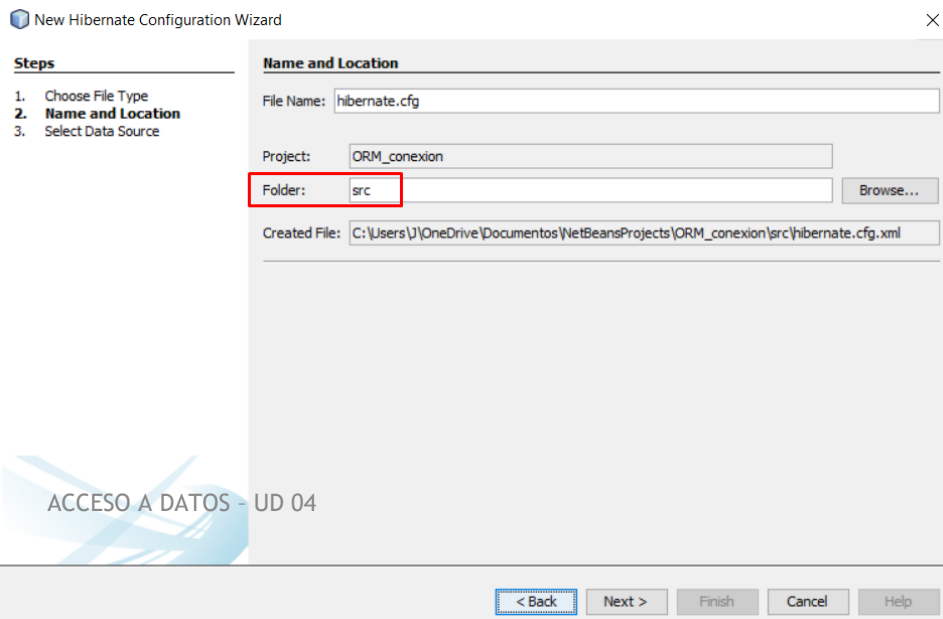 New Hibernate Configuration Wizard
Steps
1. Choose File Type
2. Name and Location
3. Select Data Source
Name and Location
File Name: hibernate.cfg
Project: ORM_conexion
Folder: src Browse...
Created File: C:\Users\J\OneDrive\Documentos\NetBeansProjects\ORM_conexion\src\hibernate.cfg.xml
ACCESO A DATOS – UD 04
< Back Next > Finish Cancel Help